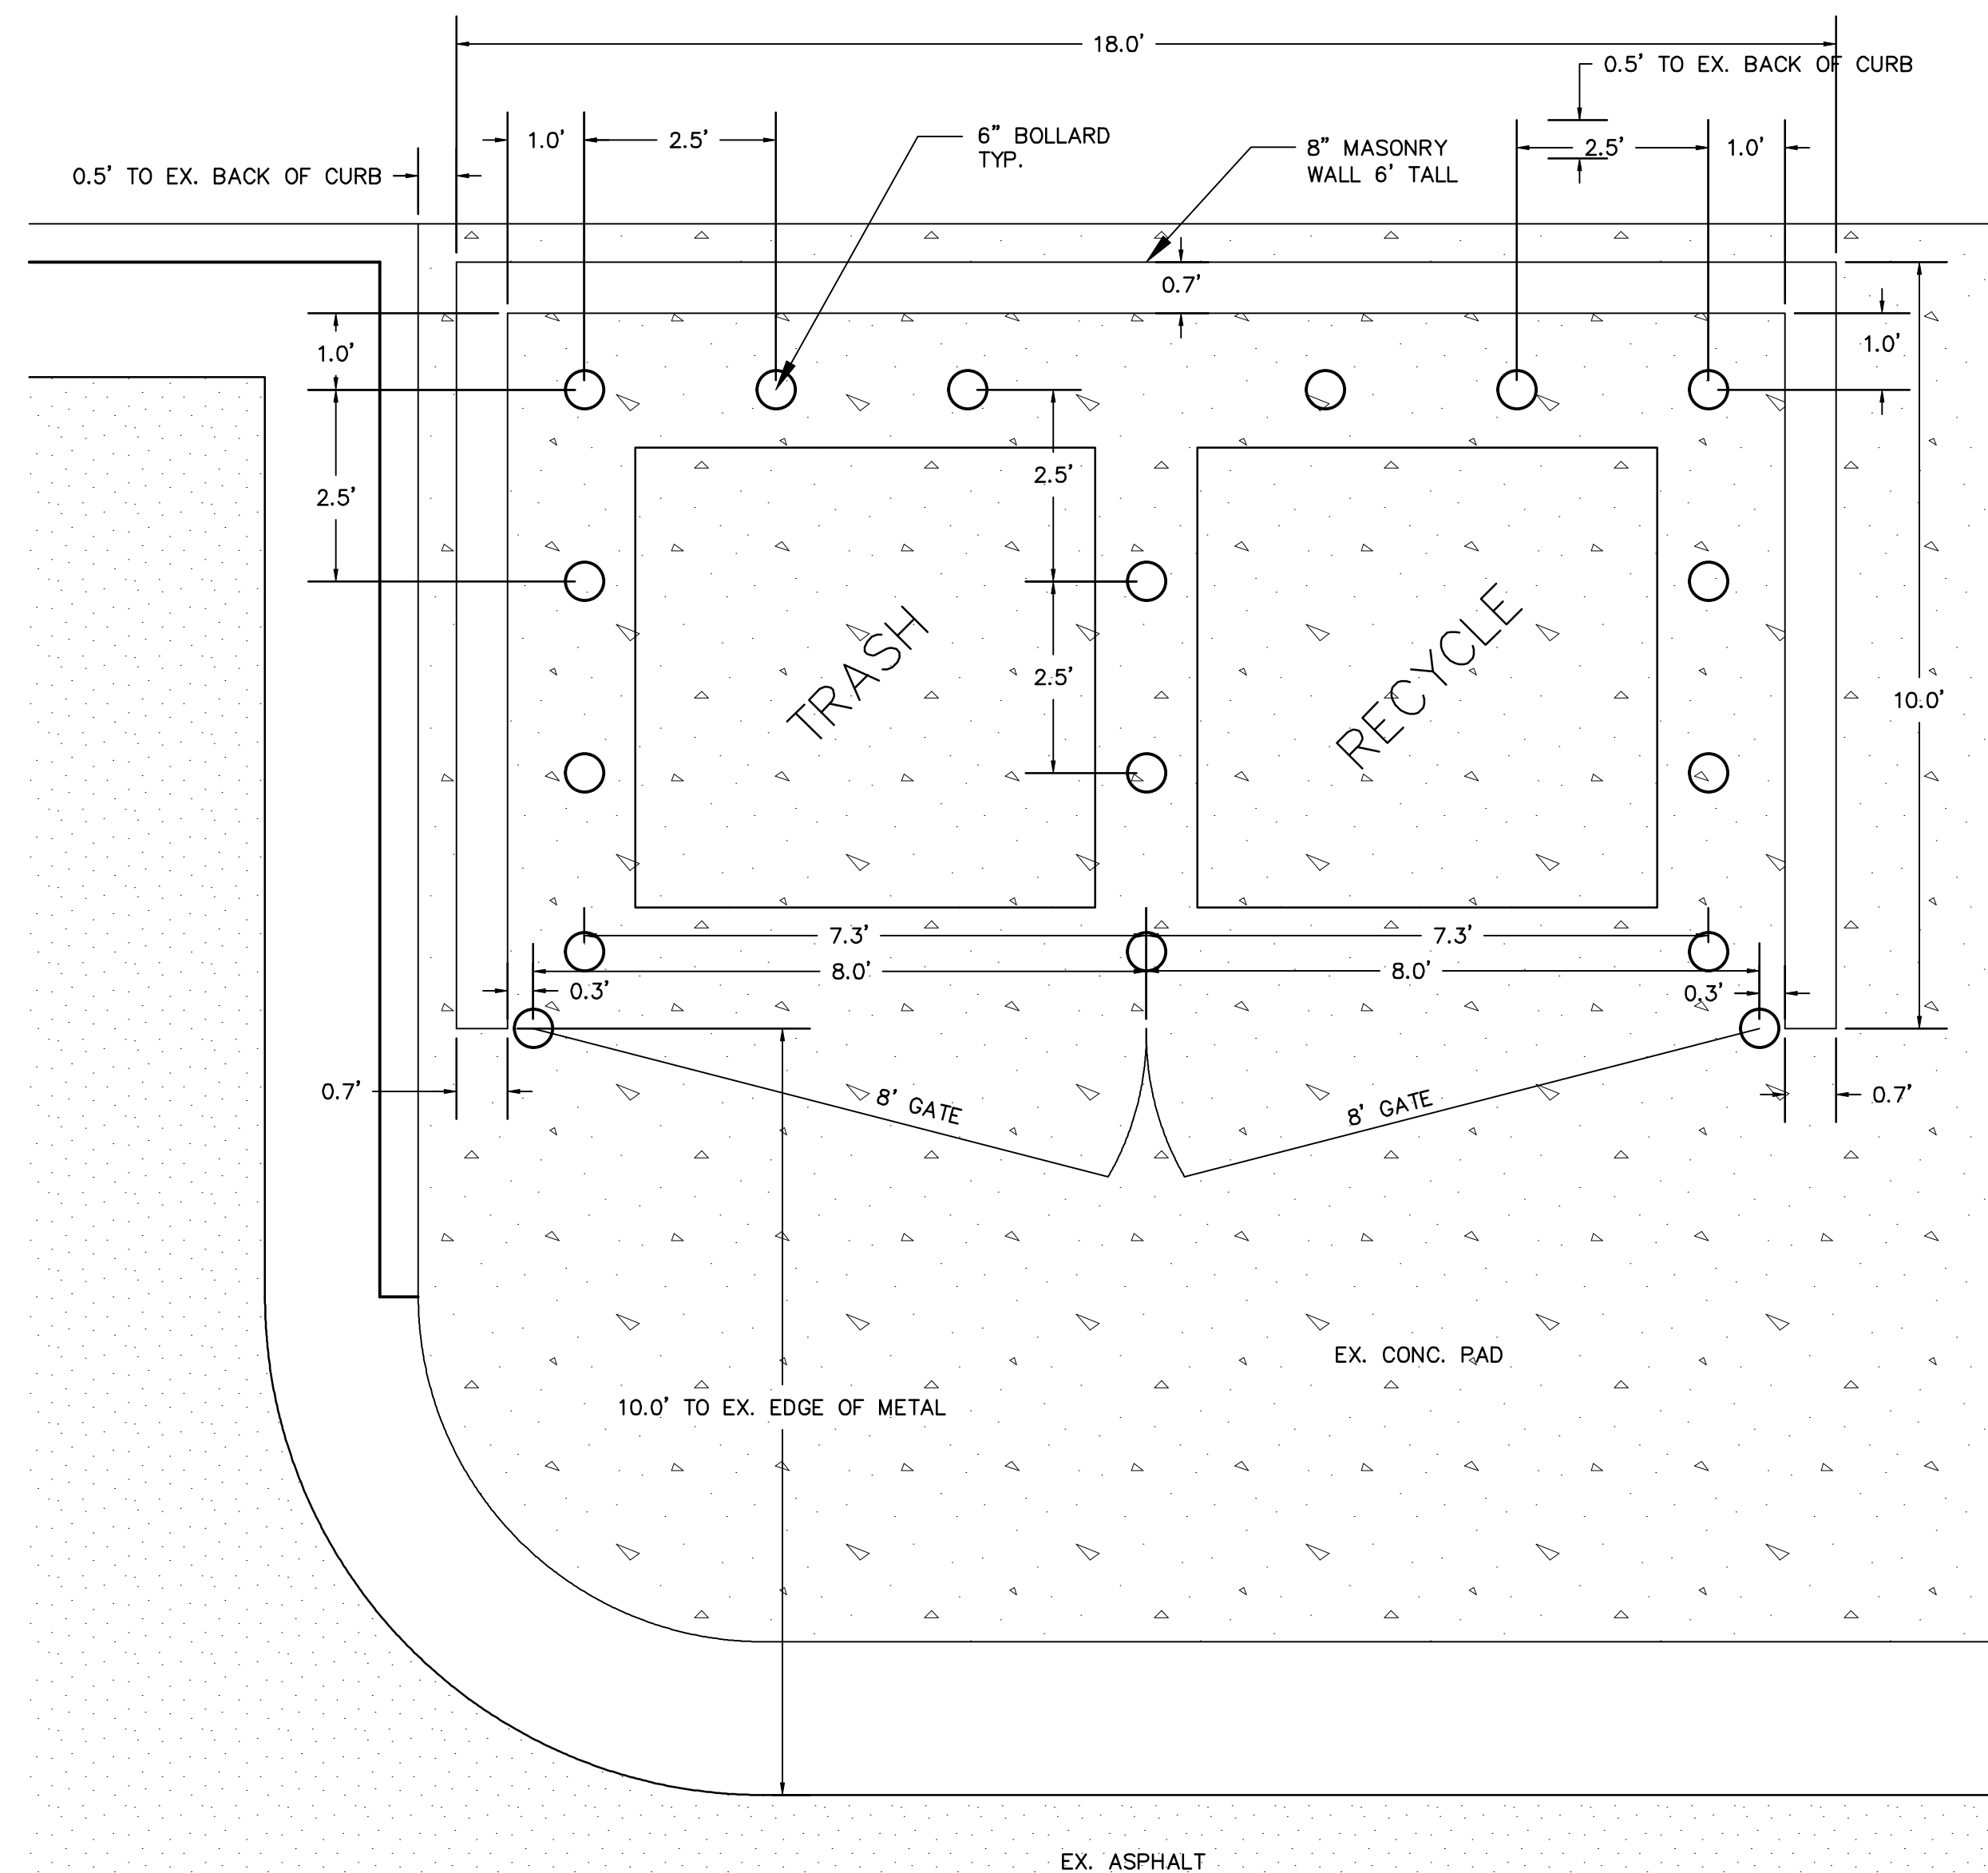 18.0'
0.5' TO EX. BACK OF CURB
1.0'
2.5'
6" BOLLARD
TYP.
8" MASONRY
WALL 6' TALL
2.5'
1.0'
0.5' TO EX. BACK OF CURB
0.7'
1.0'
1.0'
2.5'
2.5'
TRASH
RECYCLE
2.5'
10.0'
7.3'
7.3'
8.0'
8.0'
0.3'
0.3'
0.7'
8' GATE
8' GATE
0.7'
EX. CONC. PAD
10.0' TO EX. EDGE OF METAL
EX. ASPHALT